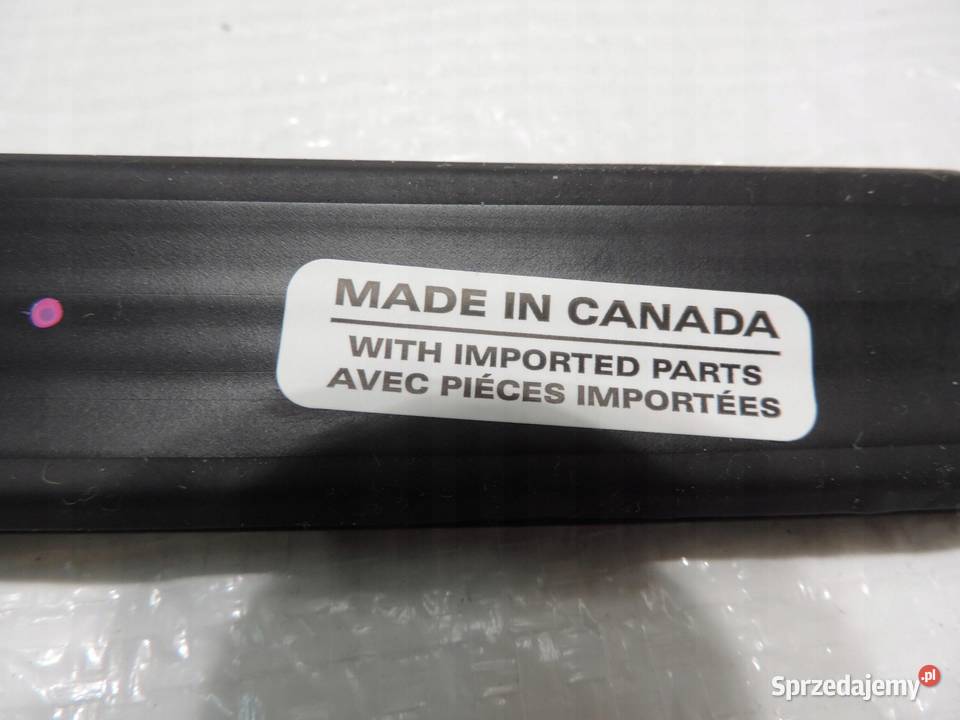 MADE IN CANADA
WITH IMPORTED PARTS
AVEC PIÉCES IMPORTÉES
Sprzedajemy.pl